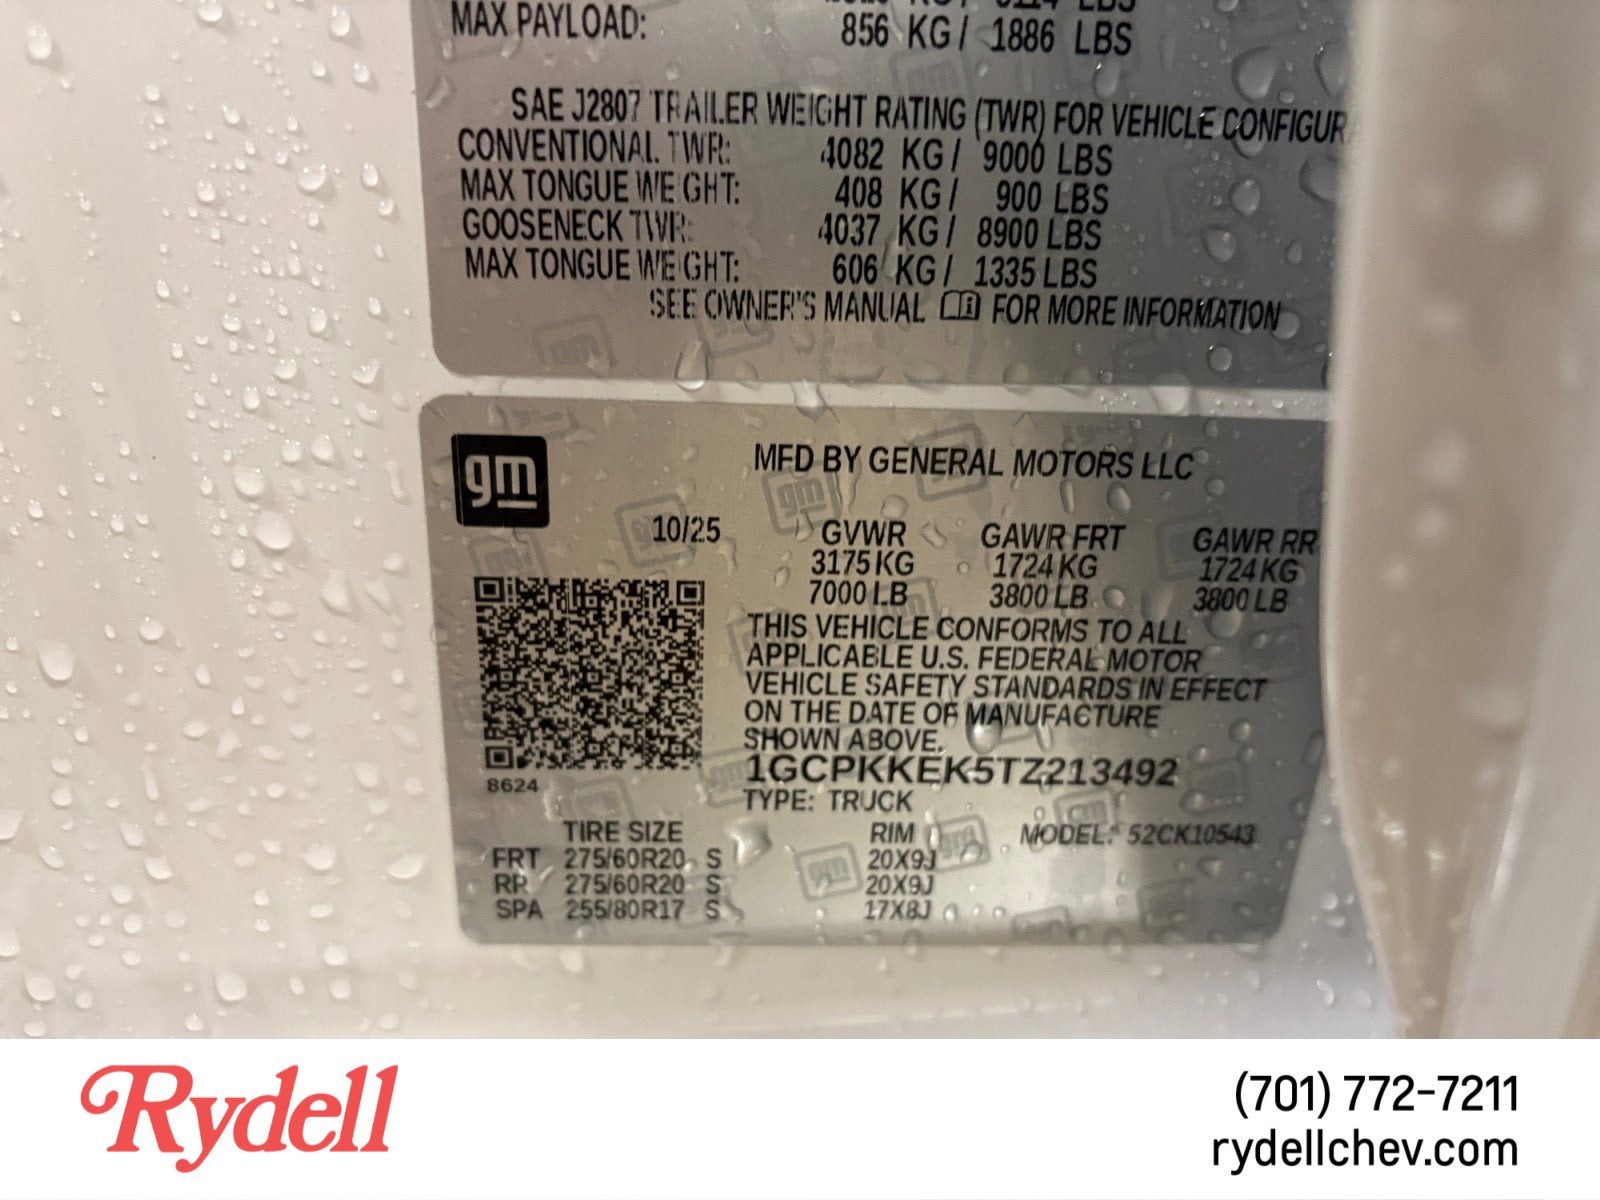 MAX PAYLOAD: 856 KG / 1886 LBS
SAE J2807 TRAILER WEIGHT RATING (TWR) FOR VEHICLE
CONVENTIONAL TWR: 4082 KG / 9000 LBS
MAX TONGUE WEIGHT: 408 KG / 900 LBS
GOOSENECK TWR: 4037 KG / 8900 LBS
MAX TONGUE WEIGHT: 606 KG / 1335 LBS
SEE OWNER'S MANUAL FOR MORE INFORMATION
gm
MFD BY GENERAL MOTORS LLC
10/25 GVWR GAWR FRT GAWR RR
3175 KG 1724 KG 1724 KG
7000 LB 3800 LB 3800 LB
THIS VEHICLE CONFORMS TO ALL
APPLICABLE U.S. FEDERAL MOTOR
VEHICLE SAFETY STANDARDS IN EFFECT
ON THE DATE OF MANUFACTURE
SHOWN ABOVE.
1GCPKKEK5TZ213492
8624
TYPE: TRUCK
TIRE SIZE RIM MODEL: 52CK10543
FRT 275/60R20 S 20X9J
RR 275/60R20 S 20X9J
SPA 255/80R17 S 17X8J
Rydell
(701) 772-7211
rydellchev.com